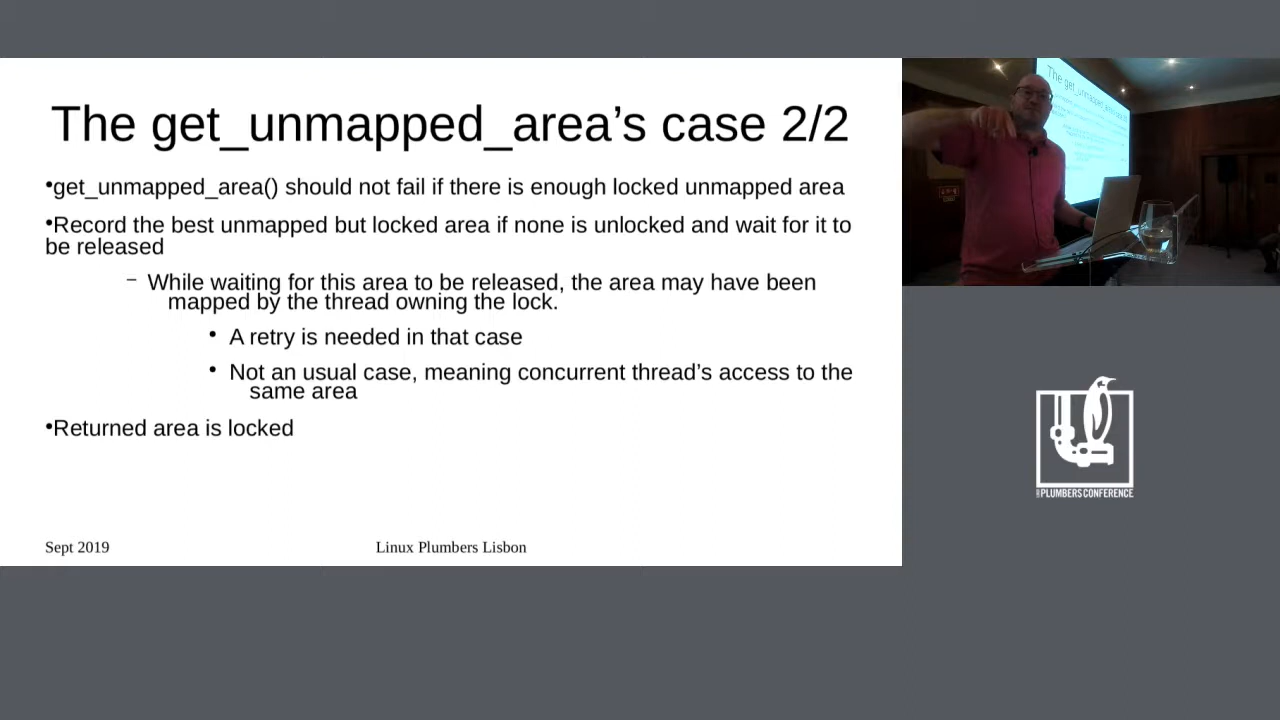 The get_unmapped_area’s case 2/2
•get_unmapped_area() should not fail if there is enough locked unmapped area
•Record the best unmapped but locked area if none is unlocked and wait for it to
be released
– While waiting for this area to be released, the area may have been
mapped by the thread owning the lock.
• A retry is needed in that case
• Not an usual case, meaning concurrent thread’s access to the
same area
•Returned area is locked
Sept 2019
Linux Plumbers Lisbon
The get_unmapped_area
PLUMBERS CONFERENCE